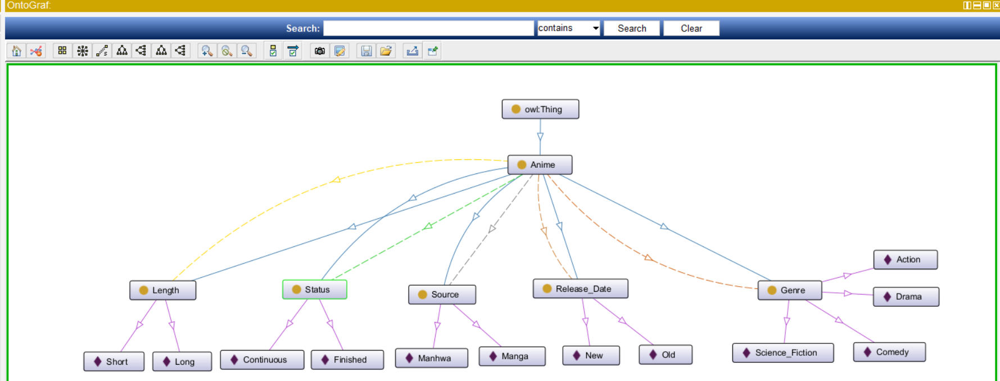 OntoGraf:
Search: contains Search Clear
owl:Thing
Anime
Length
Status
Source
Release_Date
Genre
Action
Drama
Short
Long
Continuous
Finished
Manhwa
Manga
New
Old
Science_Fiction
Comedy